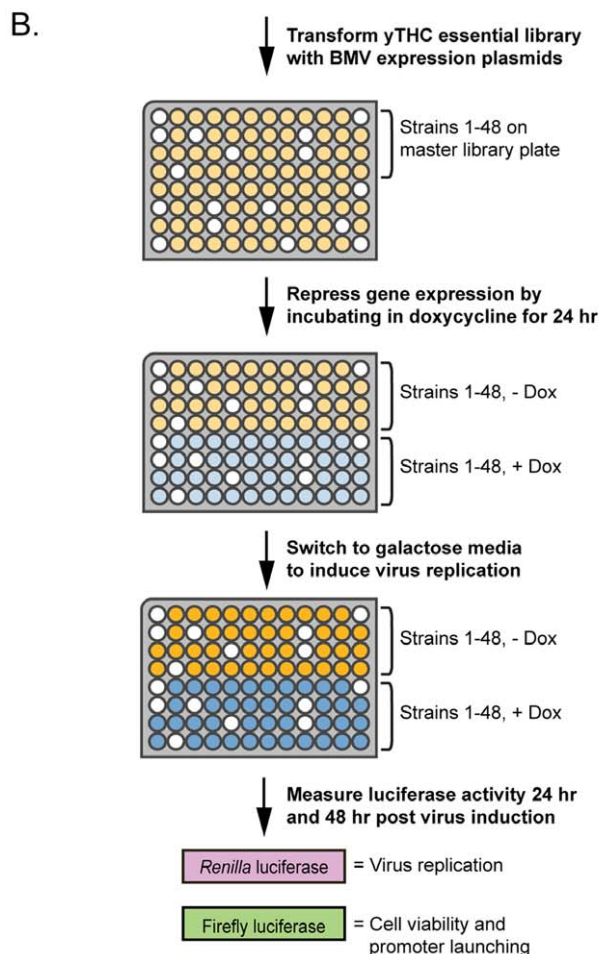 B.
Transform yTHC essential library
with BMV expression plasmids
Strains 1-48 on
master library plate
Repress gene expression by
incubating in doxycycline for 24 hr
Strains 1-48, - Dox
Strains 1-48, + Dox
Switch to galactose media
to induce virus replication
Strains 1-48, - Dox
Strains 1-48, + Dox
Measure luciferase activity 24 hr
and 48 hr post virus induction
Renilla luciferase = Virus replication
Firefly luciferase = Cell viability and
promoter launching